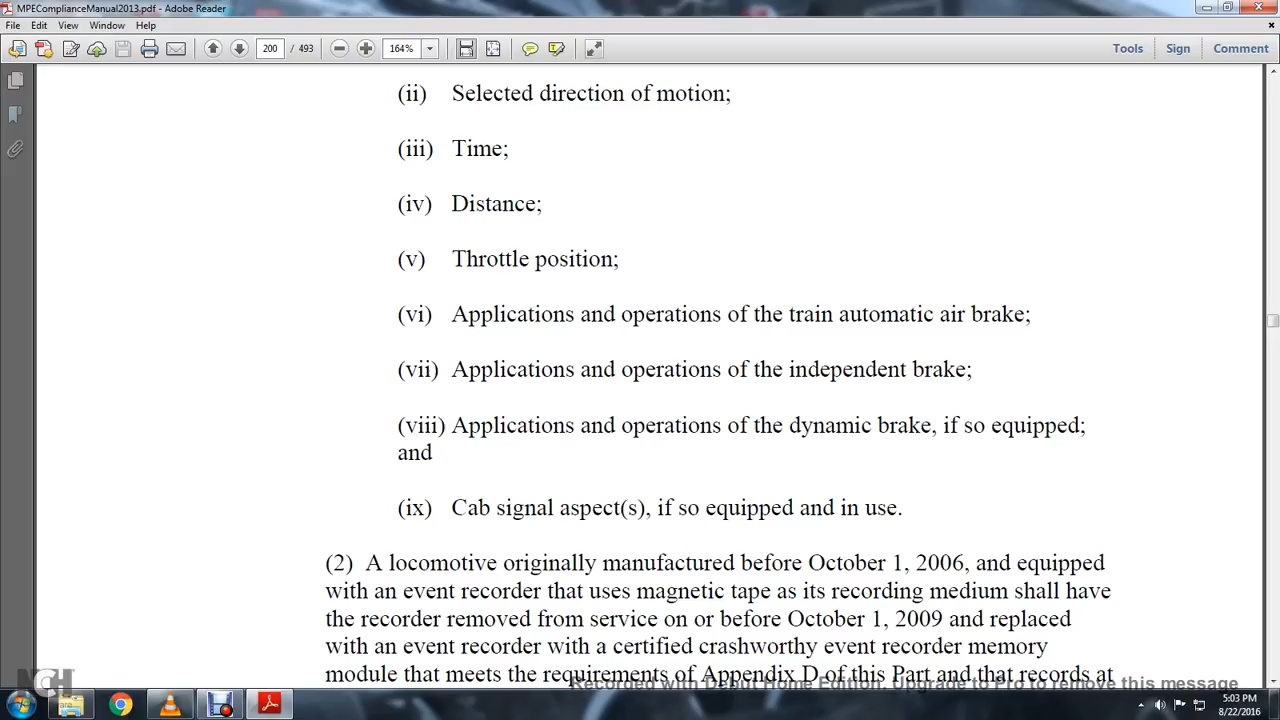 MPEComplianceManual2013.pdf - Adobe Reader
File Edit View Window Help
200 / 493 164% Tools Sign Comment
(ii) Selected direction of motion;
(iii) Time;
(iv) Distance;
(v) Throttle position;
(vi) Applications and operations of the train automatic air brake;
(vii) Applications and operations of the independent brake;
(viii) Applications and operations of the dynamic brake, if so equipped;
and
(ix) Cab signal aspect(s), if so equipped and in use.
(2) A locomotive originally manufactured before October 1, 2006, and equipped
with an event recorder that uses magnetic tape as its recording medium shall have
the recorder removed from service on or before October 1, 2009 and replaced
with an event recorder with a certified crashworthy event recorder memory
module that meets the requirements of Appendix D of this Part and that records at
Recorded with Debut Home Edition. Upgrade to Pro to remove this message
NCH
5:03 PM
8/22/2016